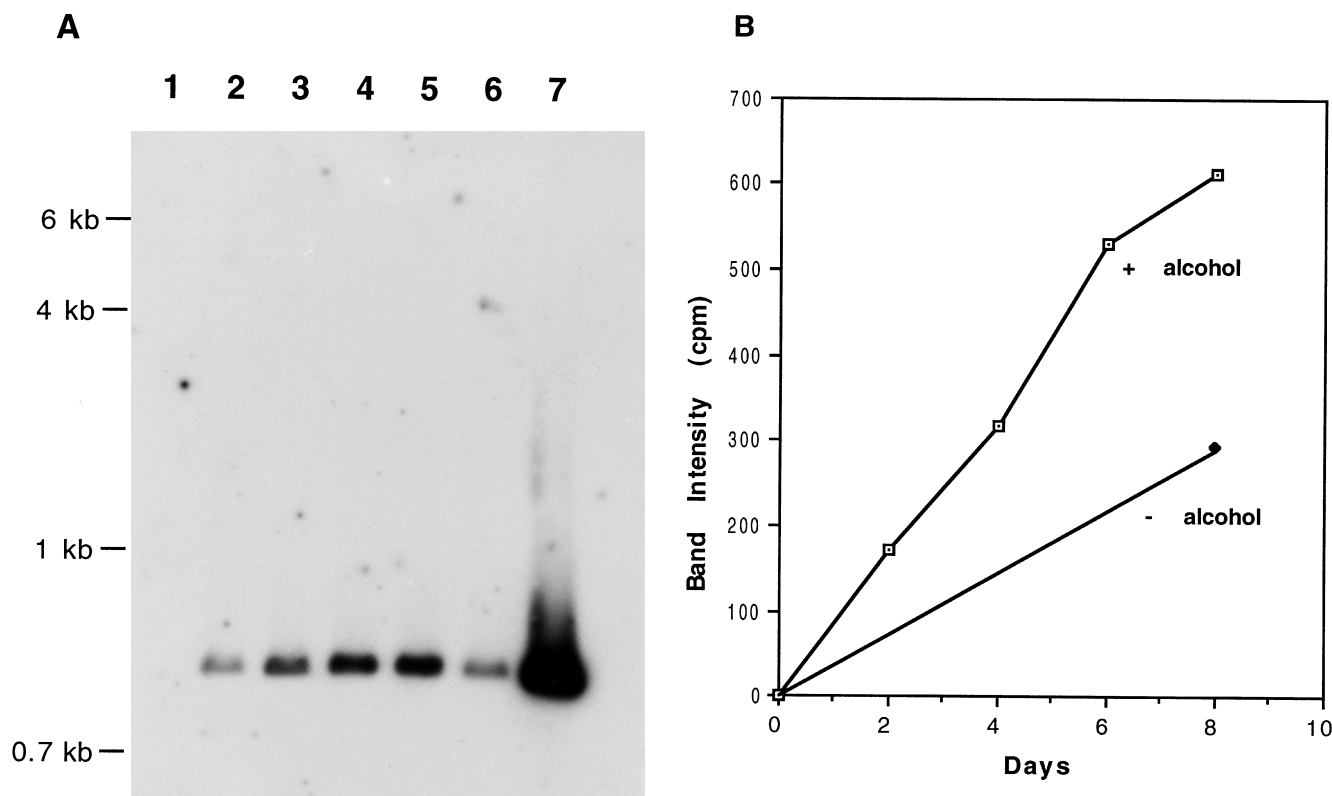 A
1 2 3 4 5 6 7
6 kb
4 kb
1 kb
0.7 kb
B
700
600
500
400
300
200
100
0
Band Intensity (cpm)
+ alcohol
- alcohol
0 2 4 6 8 10
Days